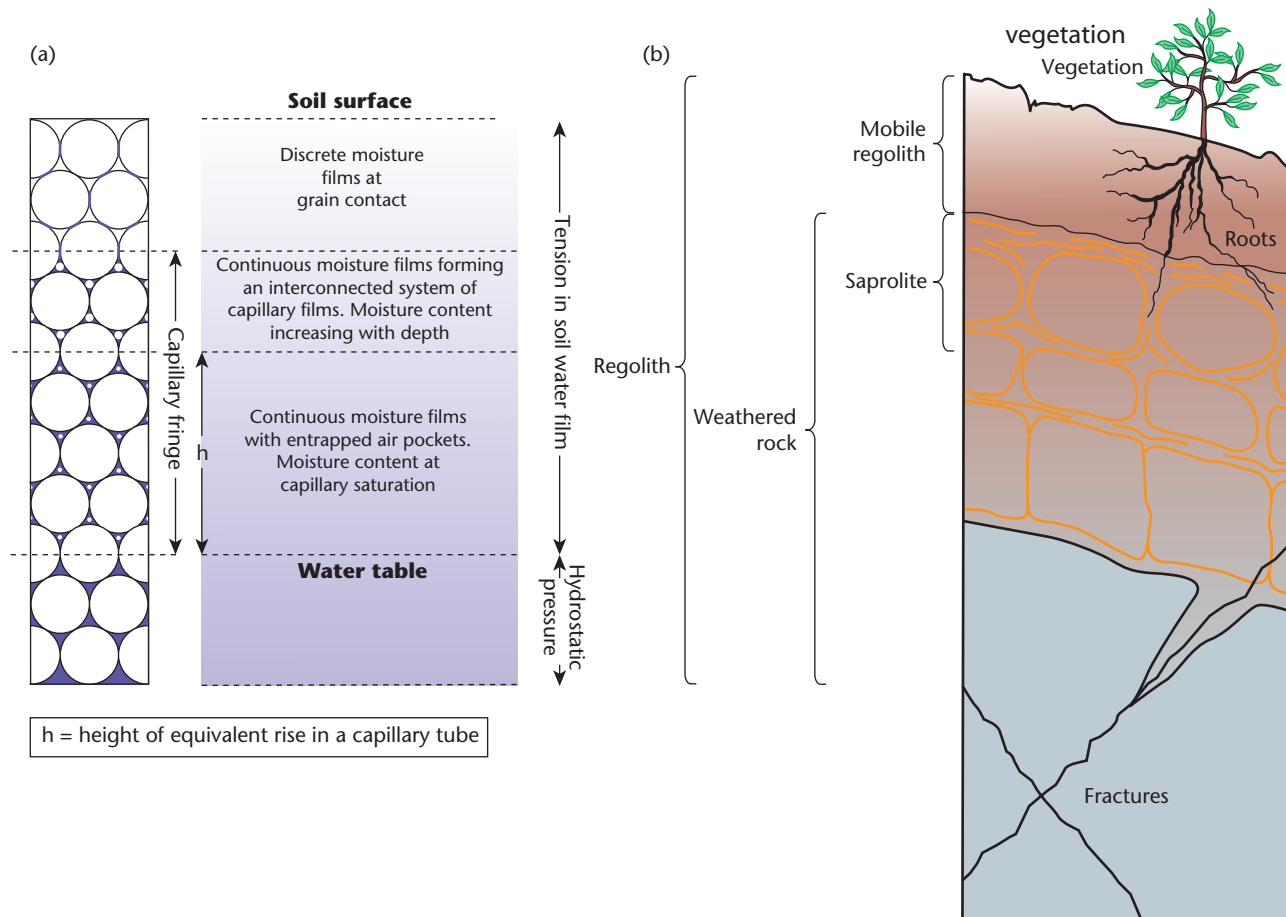 (a)
Soil surface
Discrete moisture
films at
grain contact
Continuous moisture films forming
an interconnected system of
capillary films. Moisture content
increasing with depth
Continuous moisture films
with entrapped air pockets.
Moisture content at
capillary saturation
Water table
Capillary fringe
h
Tension in soil water film
Hydrostatic
pressure
h = height of equivalent rise in a capillary tube
(b)
vegetation
Vegetation
Mobile
regolith
Roots
Saprolite
Regolith
Weathered
rock
Fractures